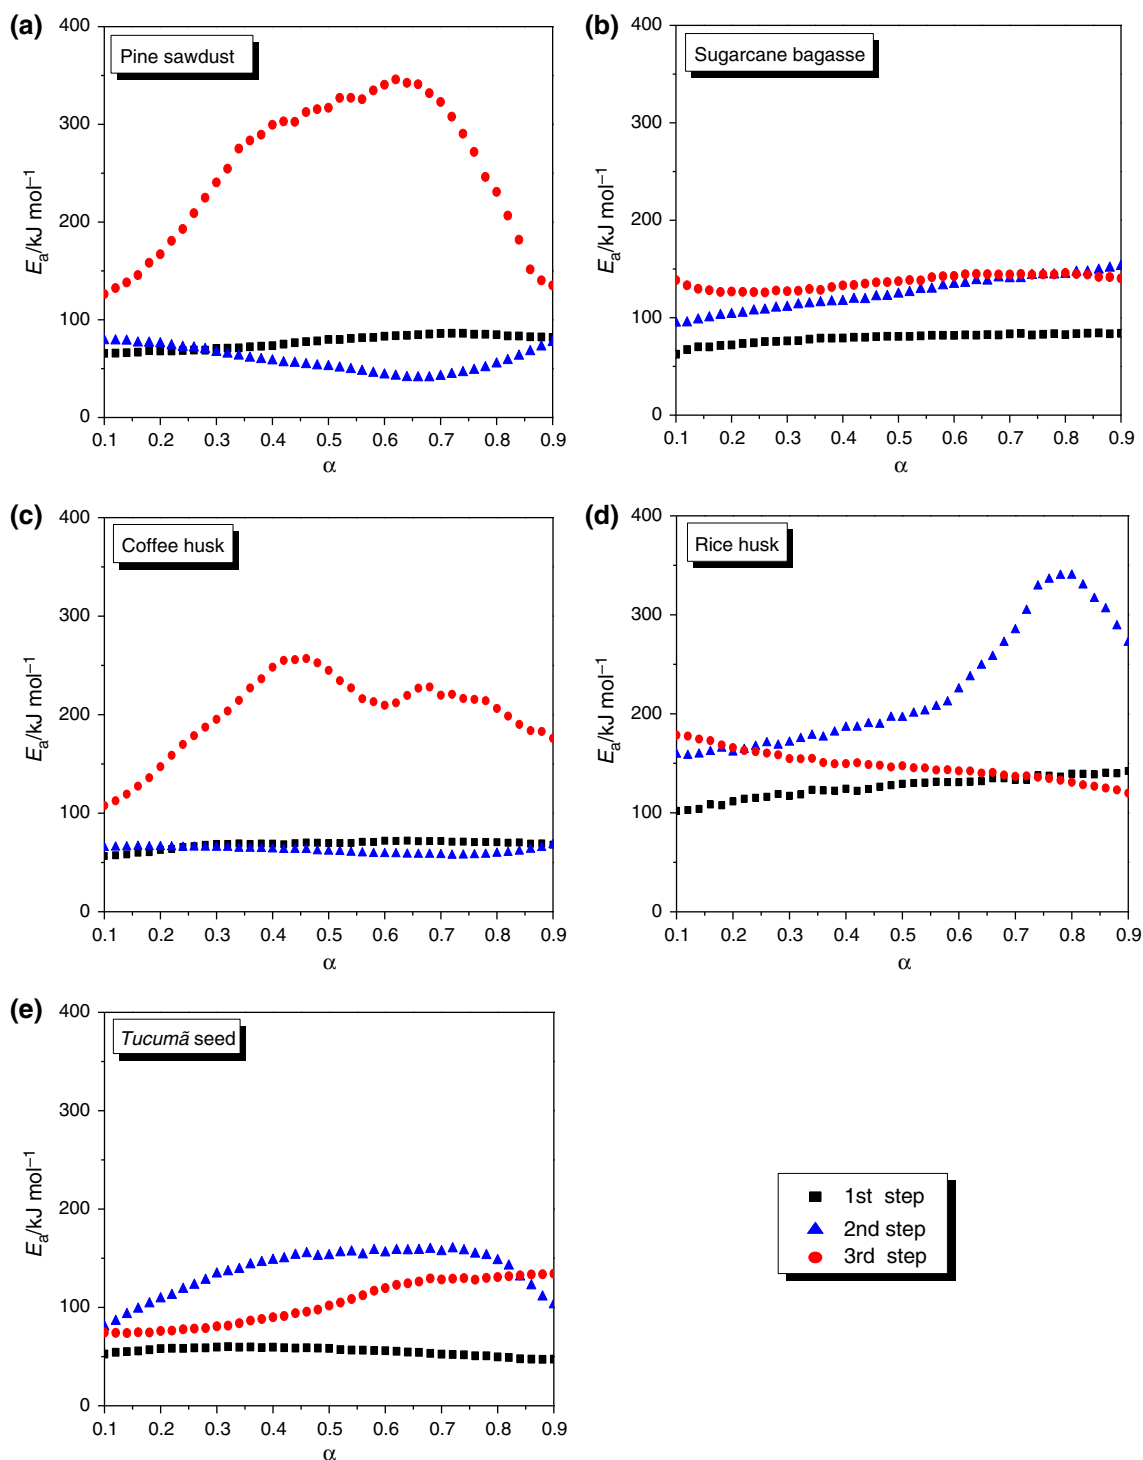 (a)
Pine sawdust
400
300
200
100
0
Eₐ/kJ mol⁻¹
0.1 0.2 0.3 0.4 0.5 0.6 0.7 0.8 0.9
α
(b)
Sugarcane bagasse
400
300
200
100
0
Eₐ/kJ mol⁻¹
0.1 0.2 0.3 0.4 0.5 0.6 0.7 0.8 0.9
α
(c)
Coffee husk
400
300
200
100
0
Eₐ/kJ mol⁻¹
0.1 0.2 0.3 0.4 0.5 0.6 0.7 0.8 0.9
α
(d)
Rice husk
400
300
200
100
0
Eₐ/kJ mol⁻¹
0.1 0.2 0.3 0.4 0.5 0.6 0.7 0.8 0.9
α
(e)
Tucumã seed
400
300
200
100
0
Eₐ/kJ mol⁻¹
0.1 0.2 0.3 0.4 0.5 0.6 0.7 0.8 0.9
α
1st step
2nd step
3rd step